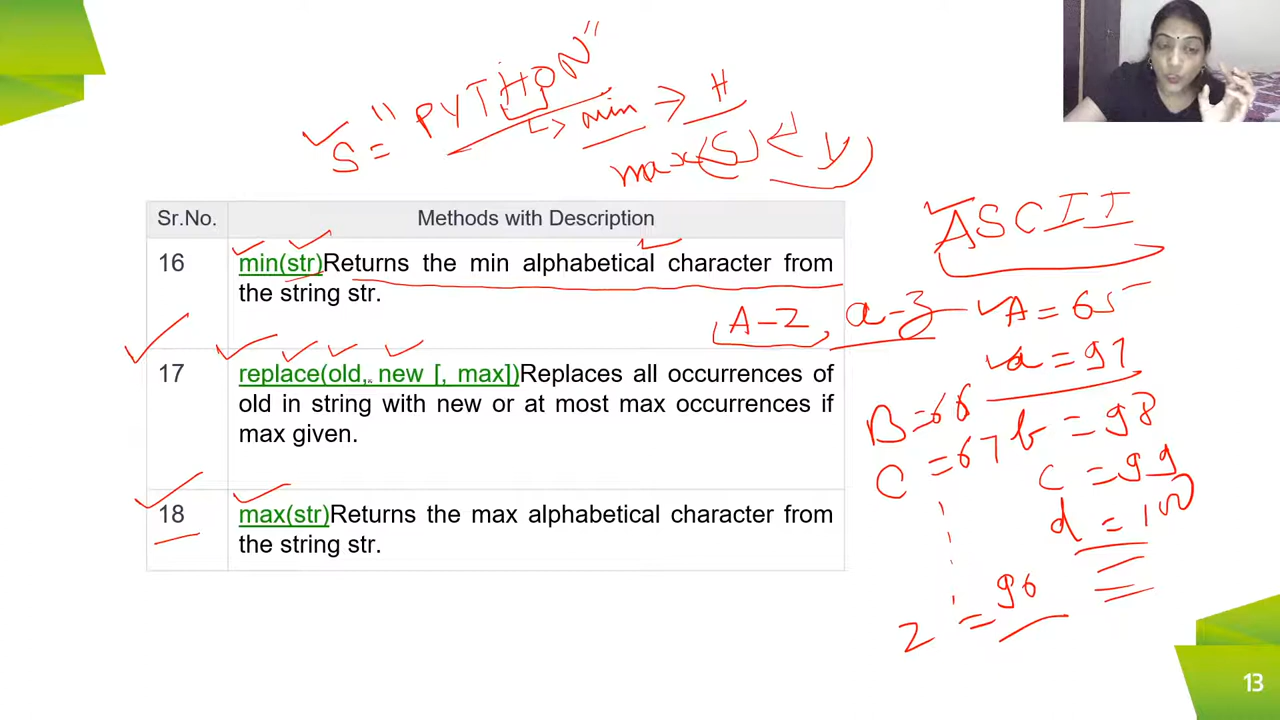 S = "PYTHON"
min → H
max(S) Y
Sr.No. Methods with Description
16 min(str)Returns the min alphabetical character from
the string str.
A-Z, a-z
17 replace(old, new [, max])Replaces all occurrences of
old in string with new or at most max occurrences if
max given.
18 max(str)Returns the max alphabetical character from
the string str.
ASCII
A = 65
a = 97
B = 66 b = 98
C = 67 c = 99
d = 100
Z = 96
13